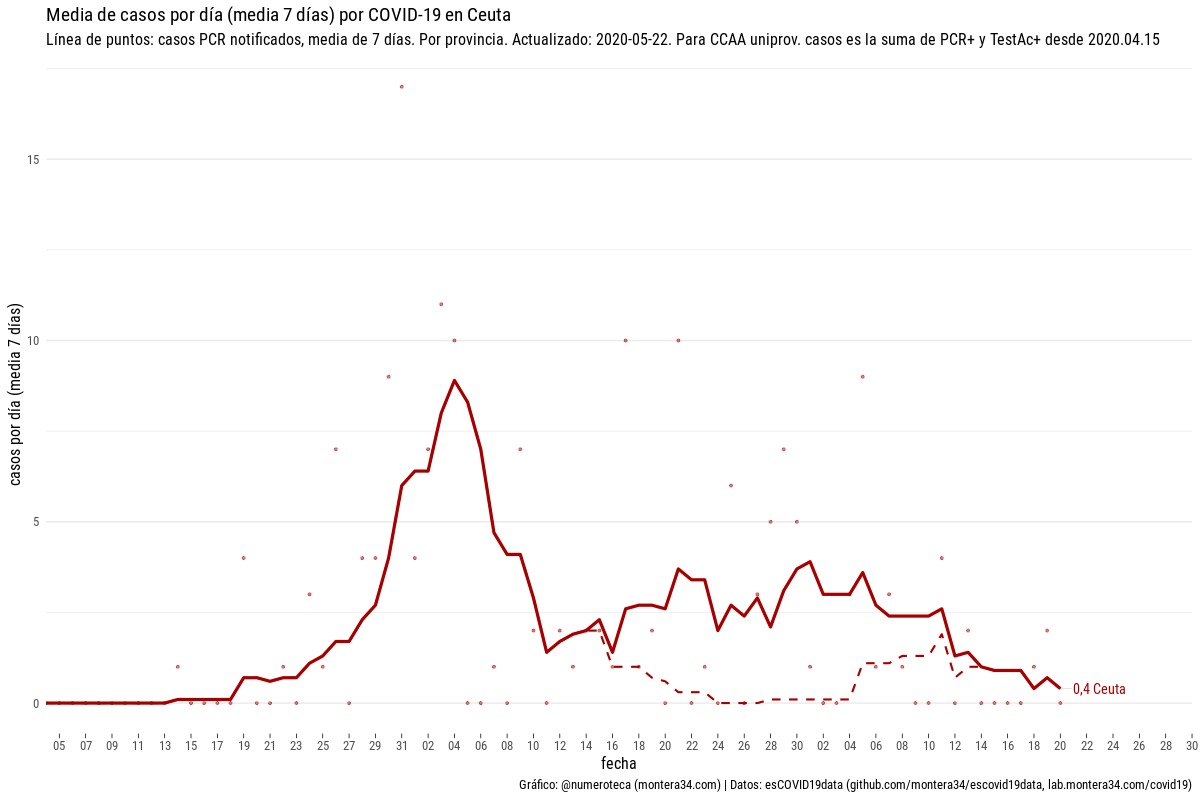 Media de casos por día (media 7 días) por COVID-19 en Ceuta
Línea de puntos: casos PCR notificados, media de 7 días. Por provincia. Actualizado: 2020-05-22. Para CCAA uniprov. casos es la suma de PCR+ y TestAc+ desde 2020.04.15
casos por día (media 7 días)
15
10
5
0
0,4 Ceuta
05 07 09 11 13 15 17 19 21 23 25 27 29 31 02 04 06 08 10 12 14 16 18 20 22 24 26 28 30 02 04 06 08 10 12 14 16 18 20 22 24 26 28 30
fecha
Gráfico: @numeroteca (montera34.com) | Datos: esCOVID19data (github.com/montera34/escovid19data, lab.montera34.com/covid19)